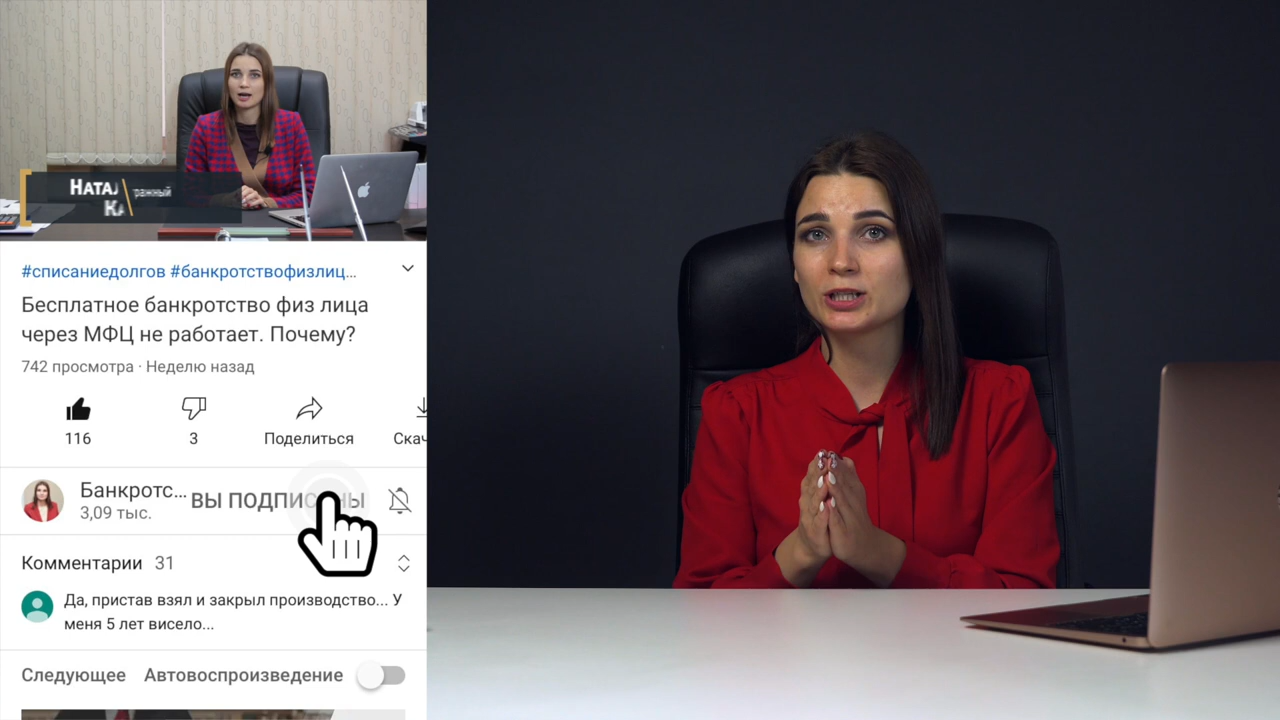 #списаниедолгов #банкротствофизлиц...
Бесплатное банкротство физ лица
через МФЦ не работает. Почему?
742 просмотра · Неделю назад
116
3
Поделиться
Банкротс...
3,09 тыс.
Комментарии 31
Да, пристав взял и закрыл производство... У
меня 5 лет висело...
Следующее Автовоспроизведение